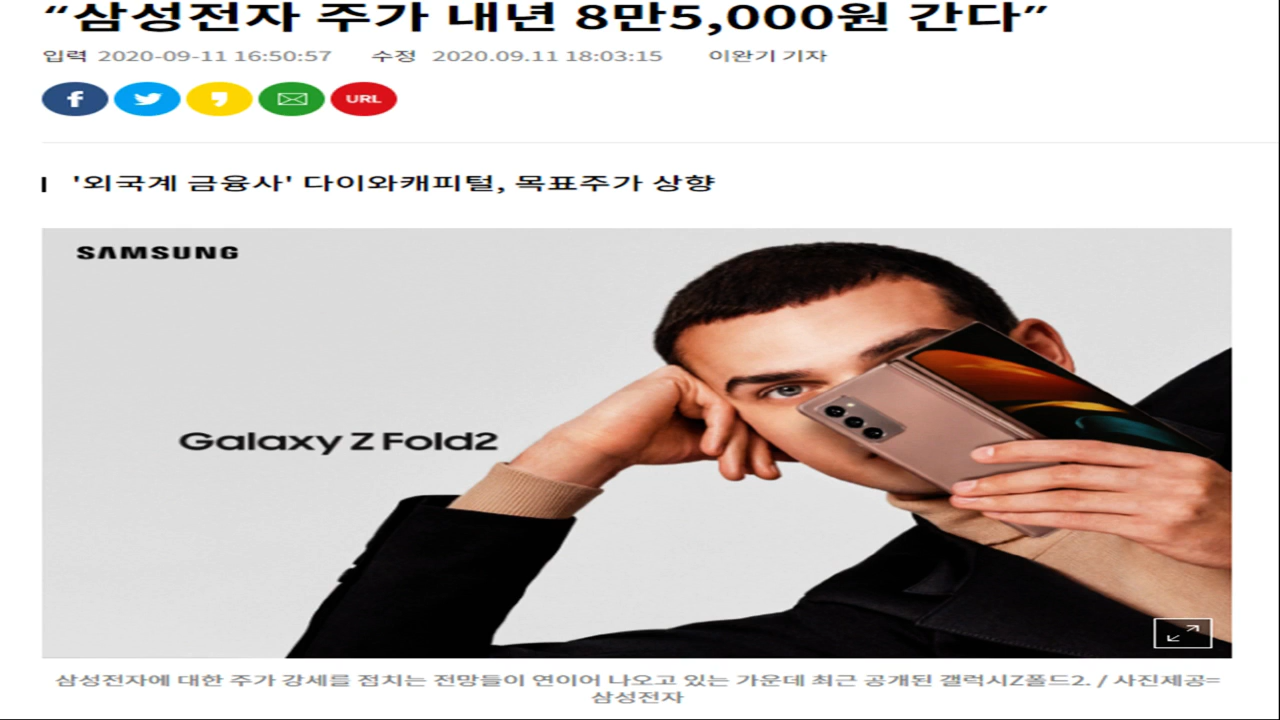 “삼성전자 주가 내년 8만5,000원 간다”
입력 2020-09-11 16:50:57 수정 2020.09.11 18:03:15 이완기 기자
URL
'외국계 금융사' 다이와캐피털, 목표주가 상향
SAMSUNG
Galaxy Z Fold2
삼성전자에 대한 주가 강세를 점치는 전망들이 연이어 나오고 있는 가운데 최근 공개된 갤럭시Z폴드2. / 사진제공=
삼성전자